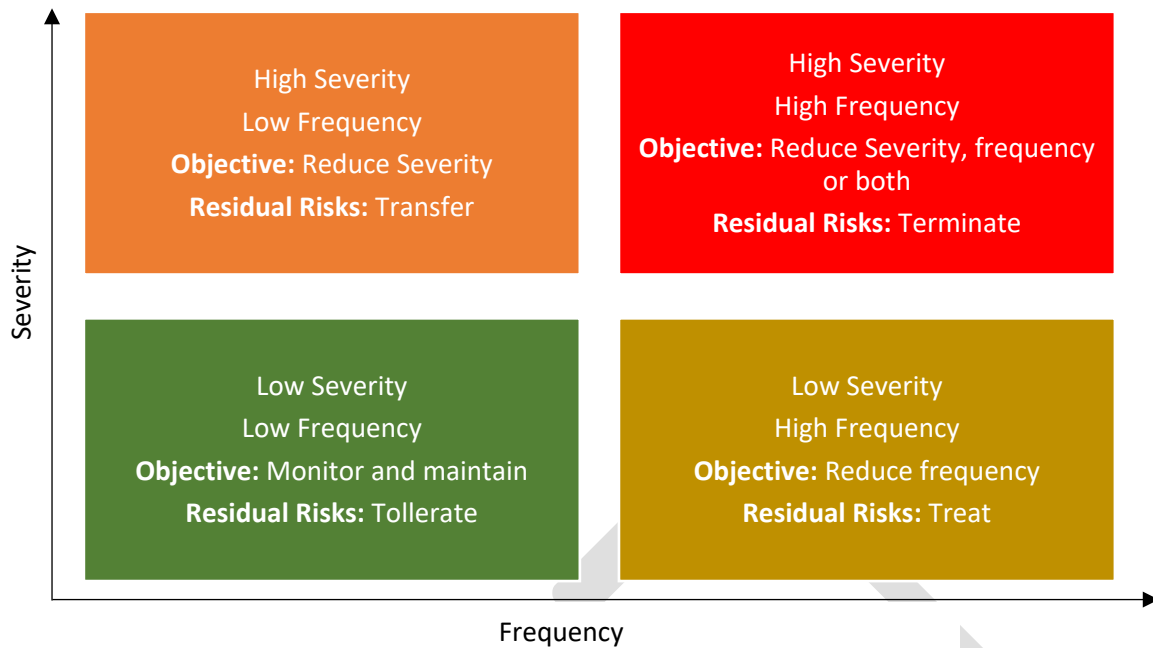 High Severity
Low Frequency
Objective: Reduce Severity
Residual Risks: Transfer
High Severity
High Frequency
Objective: Reduce Severity, frequency
or both
Residual Risks: Terminate
Severity
Low Severity
Low Frequency
Objective: Monitor and maintain
Residual Risks: Tollerate
Low Severity
High Frequency
Objective: Reduce frequency
Residual Risks: Treat
Frequency